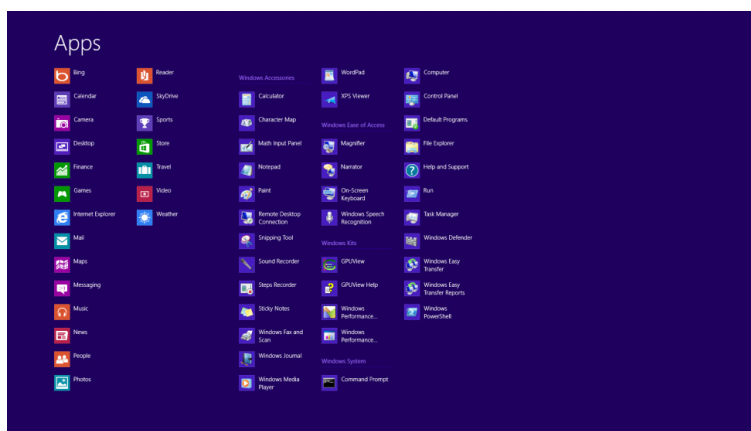 Apps
Bing
Calendar
Camera
Desktop
Finance
Games
Internet Explorer
Mail
Maps
Messaging
Music
News
People
Photos
Reader
SkyDrive
Sports
Store
Travel
Video
Weather
Windows Accessories
Calculator
Character Map
Math Input Panel
Notepad
Paint
Remote Desktop
Connection
Snipping Tool
Sound Recorder
Steps Recorder
Sticky Notes
Windows Fax and
Scan
Windows Journal
Windows Media
Player
WordPad
XPS Viewer
Windows Ease of Access
Magnifier
Narrator
On-Screen
Keyboard
Windows Speech
Recognition
Windows Kits
GPUView
GPUView Help
Windows
Performance...
Windows
Performance...
Windows System
Command Prompt
Computer
Control Panel
Default Programs
File Explorer
Help and Support
Run
Task Manager
Windows Defender
Windows Easy
Transfer
Windows Easy
Transfer Reports
Windows
PowerShell